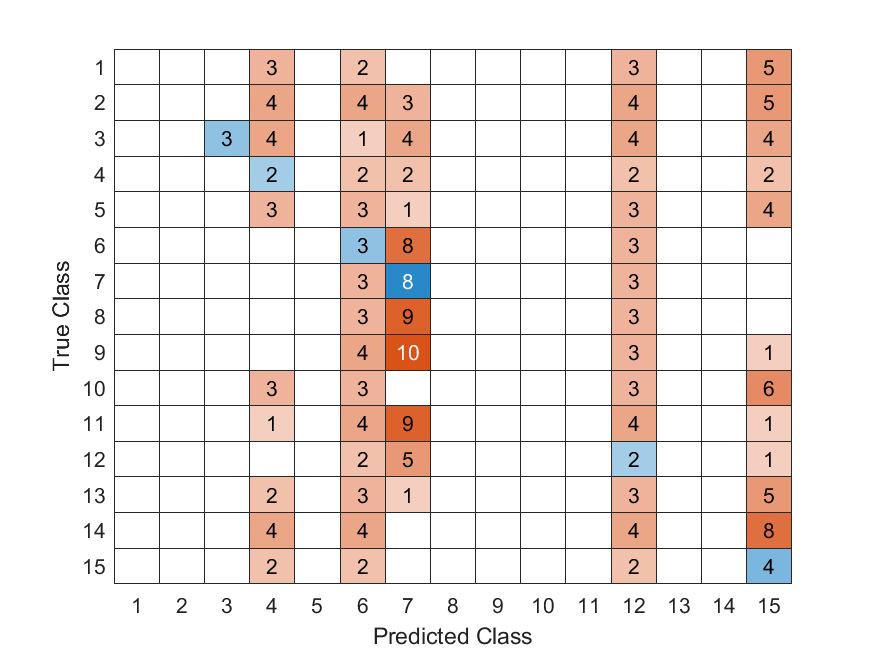 1 3 2 3 5
2 4 4 3 4 5
3 3 4 1 4 4 4
4 2 2 2 2 2
5 3 3 1 3 4
6 3 8 3
7 3 8 3
8 3 9 3
9 4 10 3 1
10 3 3 3 6
11 1 4 9 4 1
12 2 5 2 1
13 2 3 1 3 5
14 4 4 4 8
15 2 2 2 4
True Class
1 2 3 4 5 6 7 8 9 10 11 12 13 14 15
Predicted Class